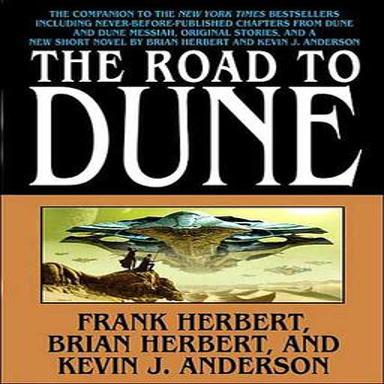 THE COMPANION TO THE NEW YORK TIMES BESTSELLERS
INCLUDING NEVER-BEFORE-PUBLISHED CHAPTERS FROM DUNE
AND DUNE MESSIAH, ORIGINAL STORIES, AND A
NEW SHORT NOVEL BY BRIAN HERBERT AND KEVIN J. ANDERSON
THE ROAD TO
DUNE
FRANK HERBERT,
BRIAN HERBERT, AND
KEVIN J. ANDERSON